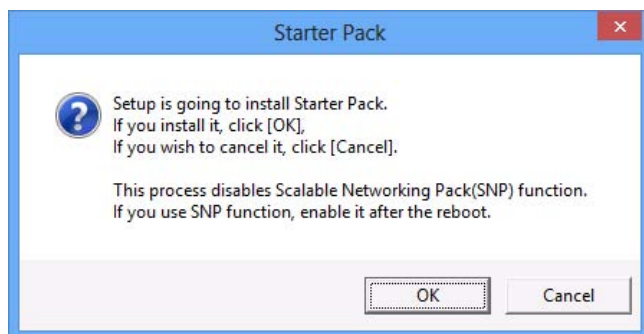 Starter Pack
Setup is going to install Starter Pack.
If you install it, click [OK],
If you wish to cancel it, click [Cancel].
This process disables Scalable Networking Pack(SNP) function.
If you use SNP function, enable it after the reboot.
OK
Cancel